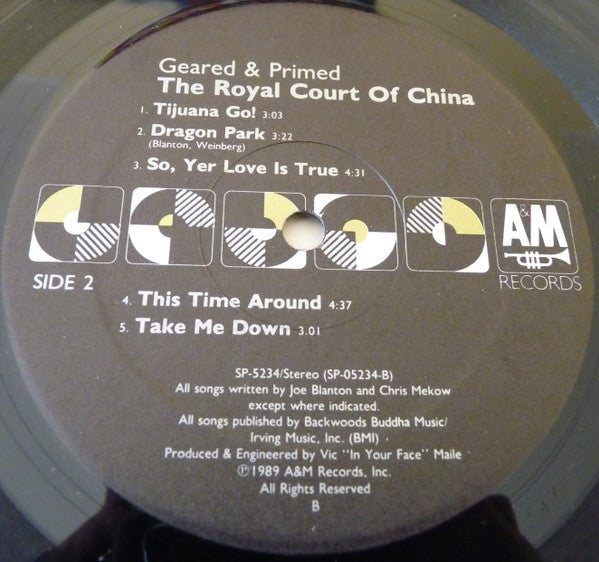 Geared & Primed
The Royal Court Of China
1. Tijuana Go! 3:03
2. Dragon Park 3:22
(Blanton, Weinberg)
3. So, Yer Love Is True 4:31
A&M
SIDE 2
RECORDS
4. This Time Around 4:37
5. Take Me Down 3.01
SP-5234/Stereo (SP-05234-B)
All songs written by Joe Blanton and Chris Mekow
except where indicated.
All songs published by Backwoods Buddha Music/
Irving Music, Inc. (BMI)
Produced & Engineered by Vic "In Your Face" Maile
℗1989 A&M Records, Inc.
All Rights Reserved
B